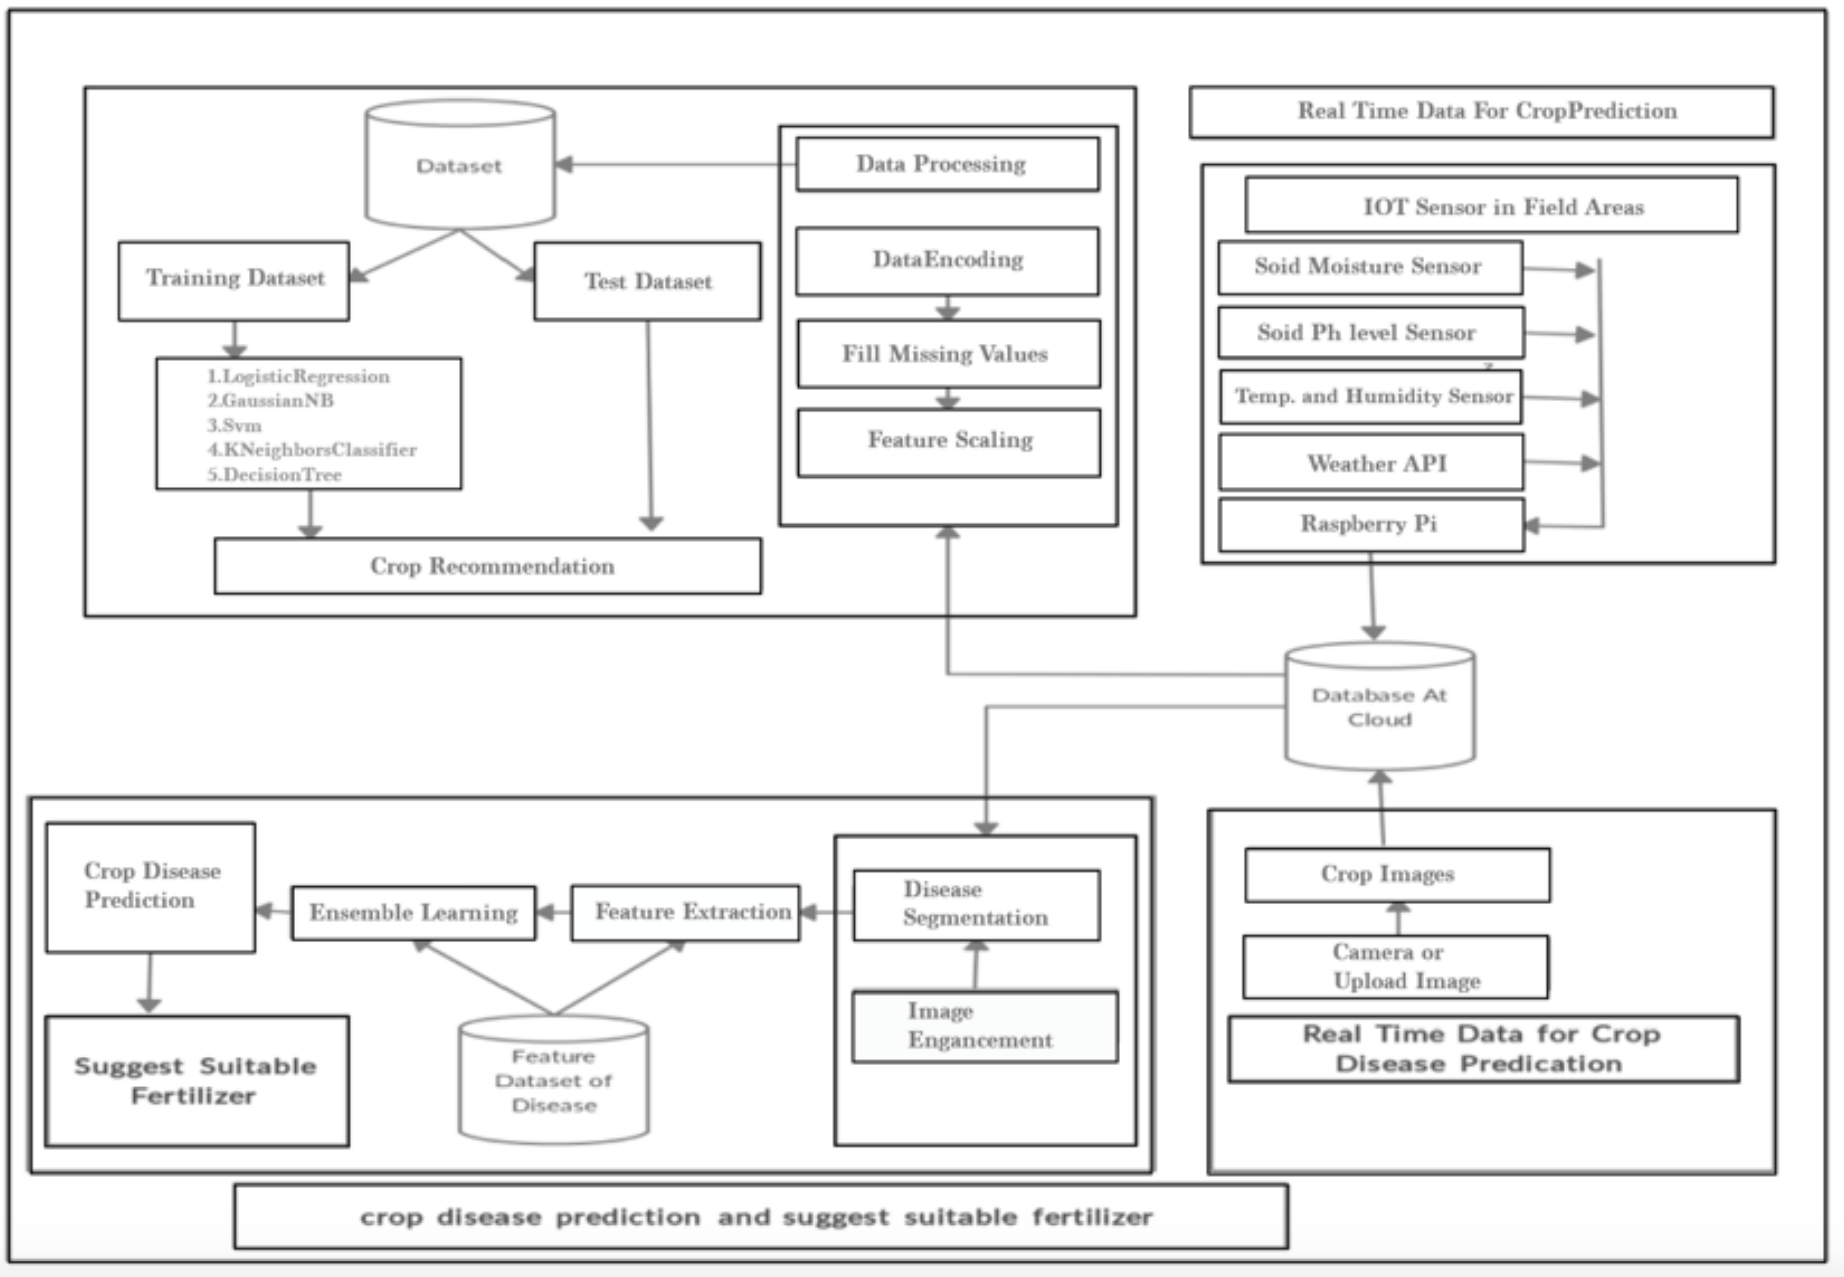 Dataset
Data Processing
Training Dataset
Test Dataset
DataEncoding
Fill Missing Values
Feature Scaling
1.LogisticRegression
2.GaussianNB
3.Svm
4.KNeighborsClassifier
5.DecisionTree
Crop Recommendation
Real Time Data For CropPrediction
IOT Sensor in Field Areas
Soid Moisture Sensor
Soid Ph level Sensor
Temp. and Humidity Sensor
Weather API
Raspberry Pi
Database At
Cloud
Crop Disease
Prediction
Ensemble Learning
Feature Extraction
Disease
Segmentation
Image
Engancement
Suggest Suitable
Fertilizer
Feature
Dataset of
Disease
Crop Images
Camera or
Upload Image
Real Time Data for Crop
Disease Predication
crop disease prediction and suggest suitable fertilizer